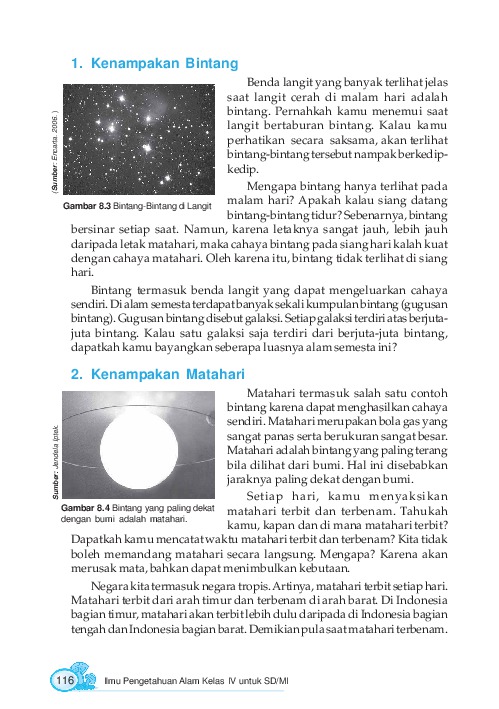 1. Kenampakan Bintang
Benda langit yang banyak terlihat jelas
saat langit cerah di malam hari adalah
bintang. Pernahkah kamu menemui saat
langit bertaburan bintang. Kalau kamu
perhatikan secara saksama, akan terlihat
bintang-bintang tersebut nampak berkedip-
kedip.
(Sumber: Ercarta. 2006.)
Gambar 8.3 Bintang-Bintang di Langit
Mengapa bintang hanya terlihat pada
malam hari? Apakah kalau siang datang
bintang-bintang tidur? Sebenarnya, bintang
bersinar setiap saat. Namun, karena letaknya sangat jauh, lebih jauh
daripada letak matahari, maka cahaya bintang pada siang hari kalah kuat
dengan cahaya matahari. Oleh karena itu, bintang tidak terlihat di siang
hari.
Bintang termasuk benda langit yang dapat mengeluarkan cahaya
sendiri. Di alam semesta terdapat banyak sekali kumpulan bintang (gugusan
bintang). Gugusan bintang disebut galaksi. Setiap galaksi terdiri atas berjuta-
juta bintang. Kalau satu galaksi saja terdiri dari berjuta-juta bintang,
dapatkah kamu bayangkan seberapa luasnya alam semesta ini?
2. Kenampakan Matahari
Matahari termasuk salah satu contoh
bintang karena dapat menghasilkan cahaya
sendiri. Matahari merupakan bola gas yang
sangat panas serta berukuran sangat besar.
Matahari adalah bintang yang paling terang
bila dilihat dari bumi. Hal ini disebabkan
jaraknya paling dekat dengan bumi.
Sumber: Jendela Iptek
Gambar 8.4 Bintang yang paling dekat
dengan bumi adalah matahari.
Setiap hari, kamu menyaksikan
matahari terbit dan terbenam. Tahukah
kamu, kapan dan di mana matahari terbit?
Dapatkah kamu mencatat waktu matahari terbit dan terbenam? Kita tidak
boleh memandang matahari secara langsung. Mengapa? Karena akan
merusak mata, bahkan dapat menimbulkan kebutaan.
Negara kita termasuk negara tropis. Artinya, matahari terbit setiap hari.
Matahari terbit dari arah timur dan terbenam di arah barat. Di Indonesia
bagian timur, matahari akan terbit lebih dulu daripada di Indonesia bagian
tengah dan Indonesia bagian barat. Demikian pula saat matahari terbenam.
116 Ilmu Pengetahuan Alam Kelas IV untuk SD/MI